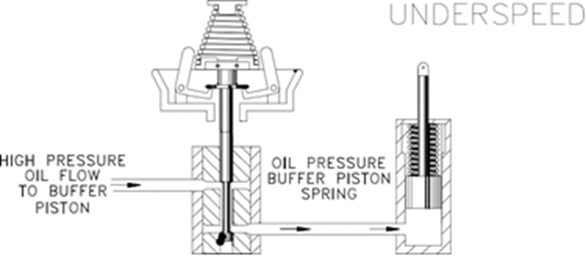 UNDERSPEED
HIGH PRESSURE
OIL FLOW
TO BUFFER
PISTON
OIL PRESSURE
BUFFER PISTON
SPRING